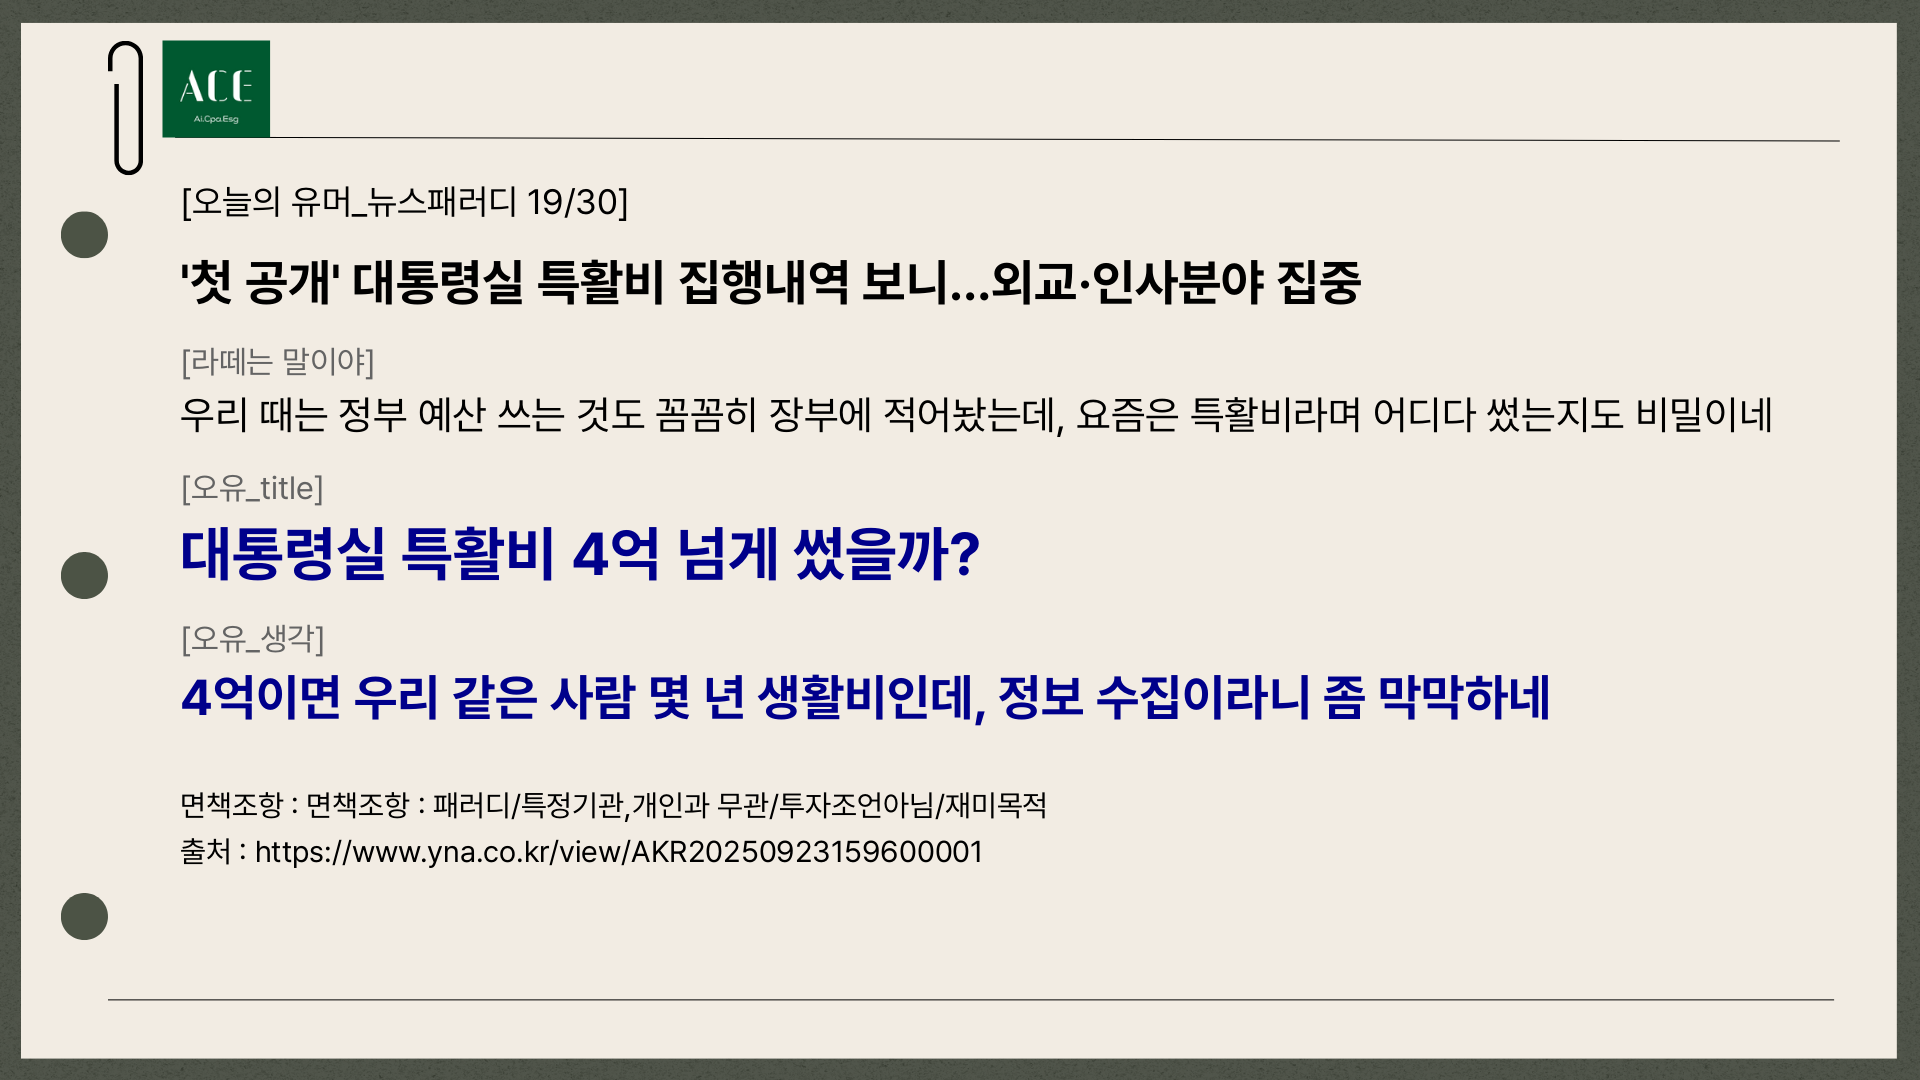 ACE
Ai.Cpa.Esg
[오늘의 유머_뉴스패러디 19/30]
'첫 공개' 대통령실 특활비 집행내역 보니...외교·인사분야 집중
[라떼는 말이야]
우리 때는 정부 예산 쓰는 것도 꼼꼼히 장부에 적어놨는데, 요즘은 특활비라며 어디다 썼는지도 비밀이네
[오유_title]
대통령실 특활비 4억 넘게 썼을까?
[오유_생각]
4억이면 우리 같은 사람 몇 년 생활비인데, 정보 수집이라니 좀 막막하네
면책조항 : 면책조항 : 패러디/특정기관,개인과 무관/투자조언아님/재미목적
출처 : https://www.yna.co.kr/view/AKR20250923159600001